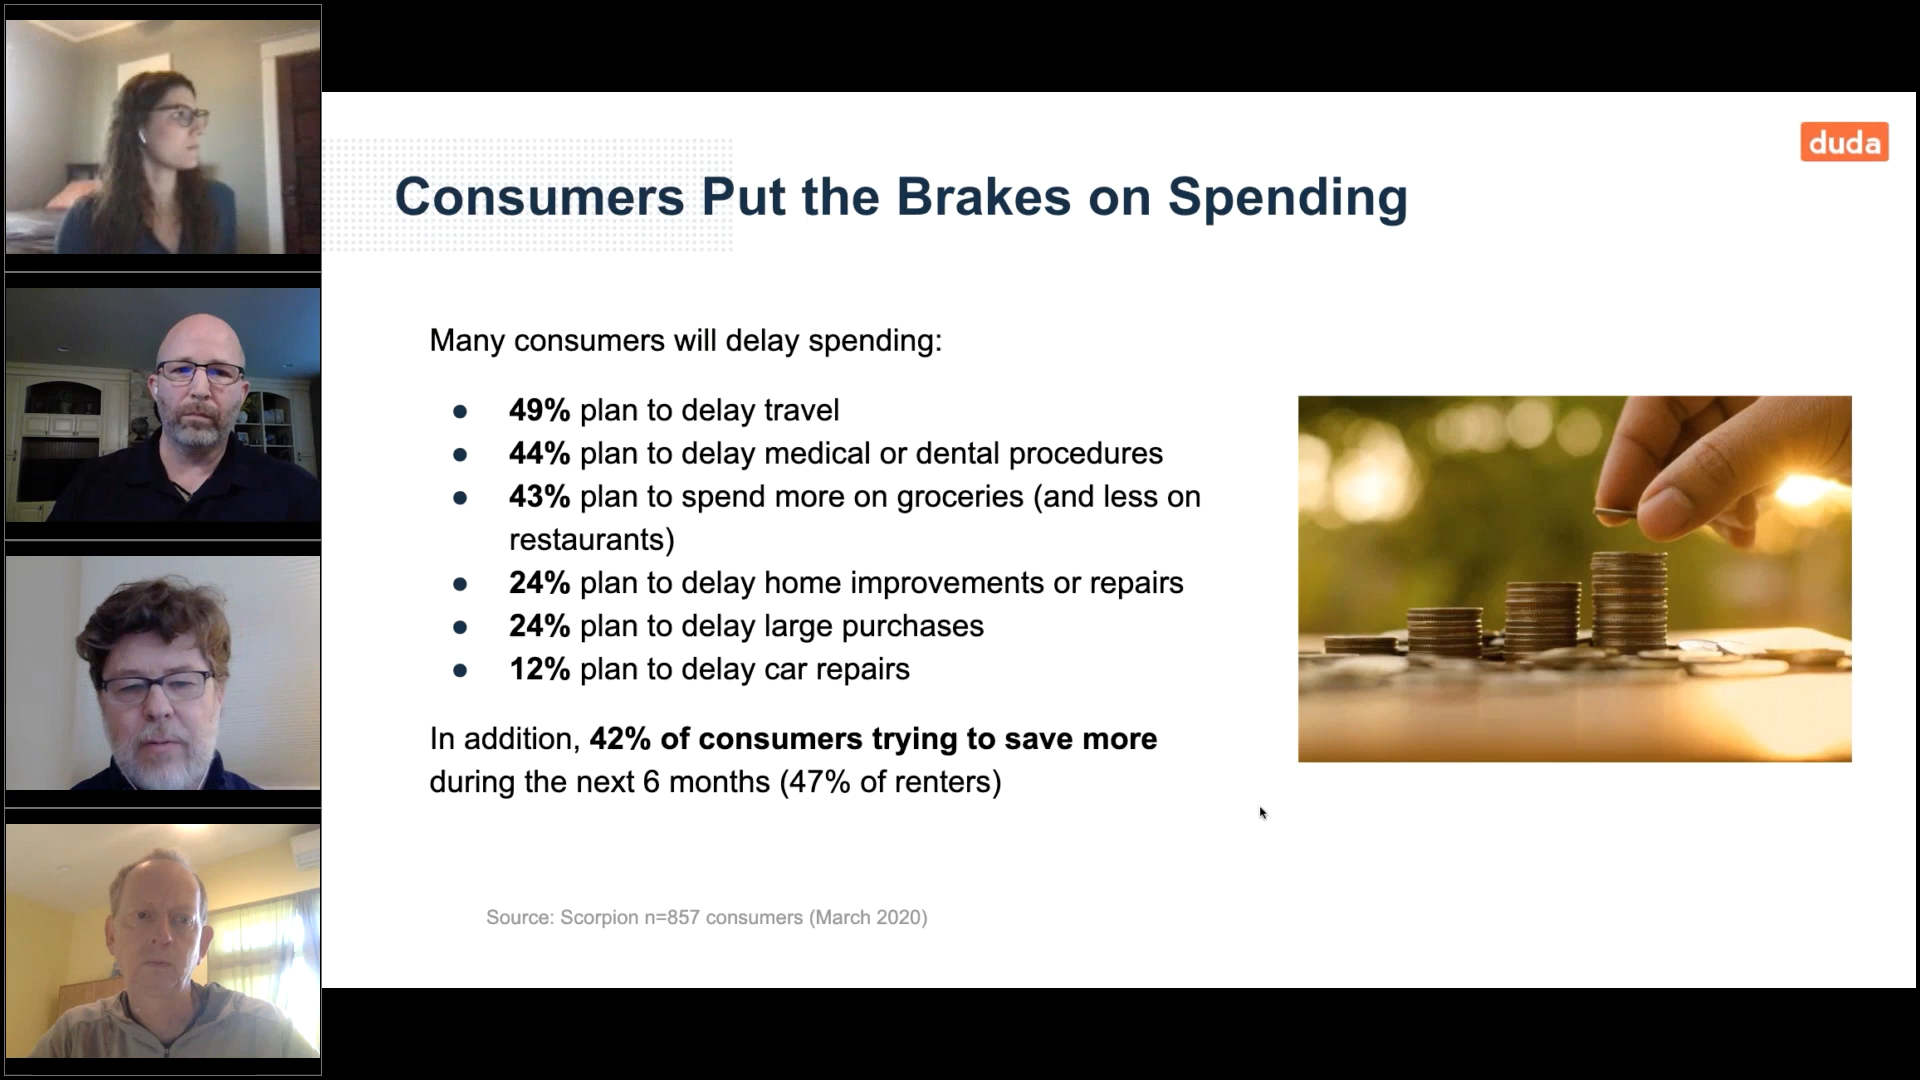 duda
Consumers Put the Brakes on Spending
Many consumers will delay spending:
● 49% plan to delay travel
● 44% plan to delay medical or dental procedures
● 43% plan to spend more on groceries (and less on
restaurants)
● 24% plan to delay home improvements or repairs
● 24% plan to delay large purchases
● 12% plan to delay car repairs
In addition, 42% of consumers trying to save more
during the next 6 months (47% of renters)
Source: Scorpion n=857 consumers (March 2020)